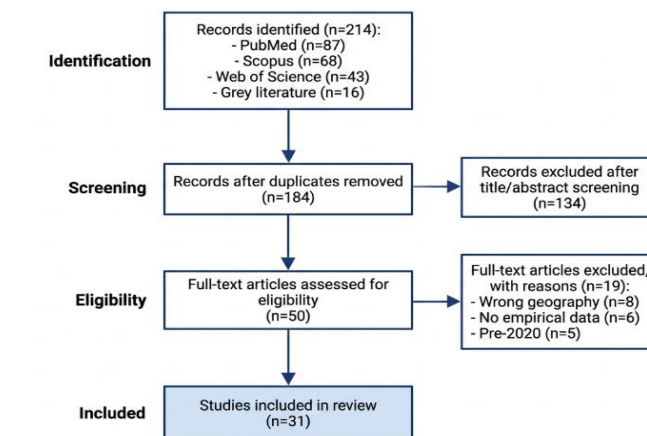 Identification
Records identified (n=214):
- PubMed (n=87)
- Scopus (n=68)
- Web of Science (n=43)
- Grey literature (n=16)
Screening
Records after duplicates removed
(n=184)
Records excluded after
title/abstract screening
(n=134)
Eligibility
Full-text articles assessed for
eligibility
(n=50)
Full-text articles excluded,
with reasons (n=19):
- Wrong geography (n=8)
- No empirical data (n=6)
- Pre-2020 (n=5)
Included
Studies included in review
(n=31)